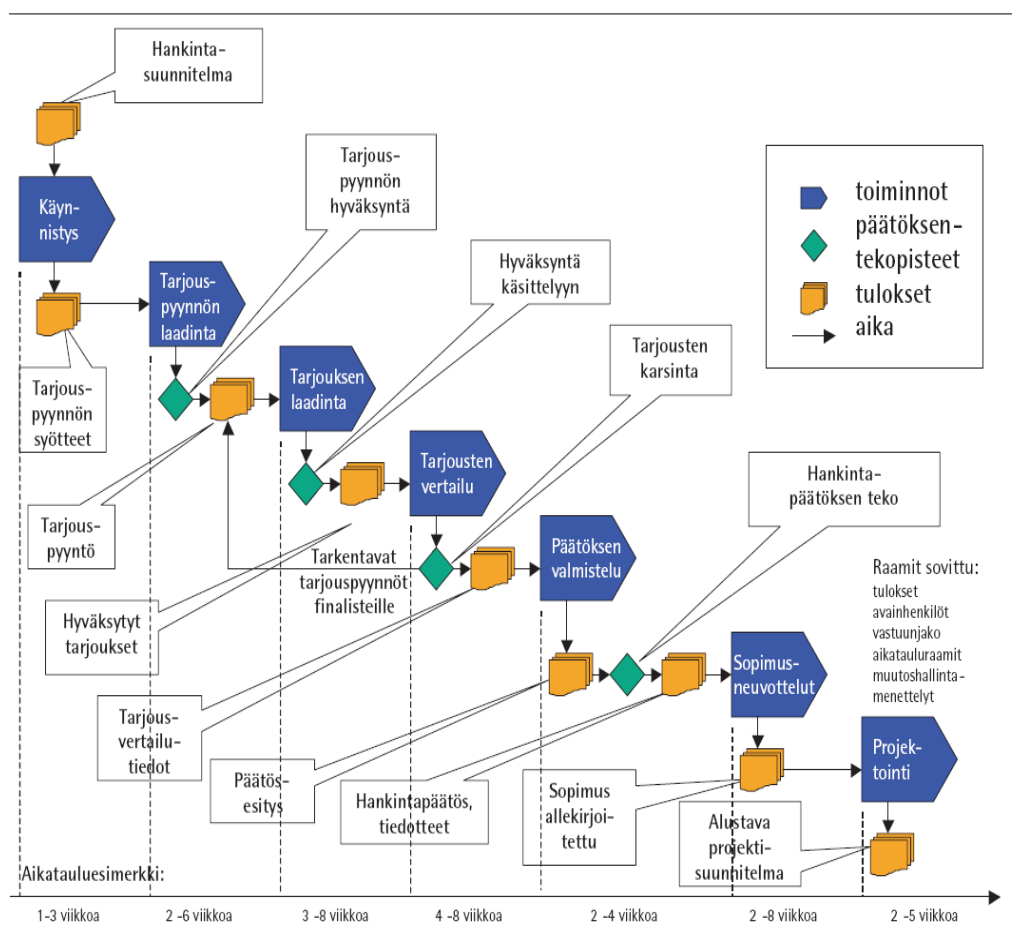 Hankinta-
suunnitelma
Käyn-
nistys
Tarjous-
pyynnön
hyväksyntä
toiminnot
päätöksen-
tekopisteet
tulokset
aika
Tarjous-
pyynnön
laadinta
Hyväksyntä
käsittelyyn
Tarjous-
pyynnön
syötteet
Tarjouksen
laadinta
Tarjousten
karsinta
Tarjous-
pyyntö
Tarjousten
vertailu
Hankinta-
päätöksen teko
Tarkentavat
tarjouspyynnöt
finalisteille
Päätöksen
valmistelu
Hyväksytyt
tarjoukset
Raamit sovittu:
tulokset
avainhenkilöt
vastuunjako
aikatauluraamit
muutoshallinta-
menettelyt
Tarjous-
vertailu-
tiedot
Sopimus-
neuvottelut
Päätös-
esitys
Hankintapäätös,
tiedotteet
Sopimus
allekirjoi-
tettu
Projek-
tointi
Alustava
projekti-
suunnitelma
Aikatauluesimerkki:
1-3 viikkoa
2 -6 viikkoa
3 -8 viikkoa
4 -8 viikkoa
2 -4 viikkoa
2 -8 viikkoa
2 -5 viikkoa